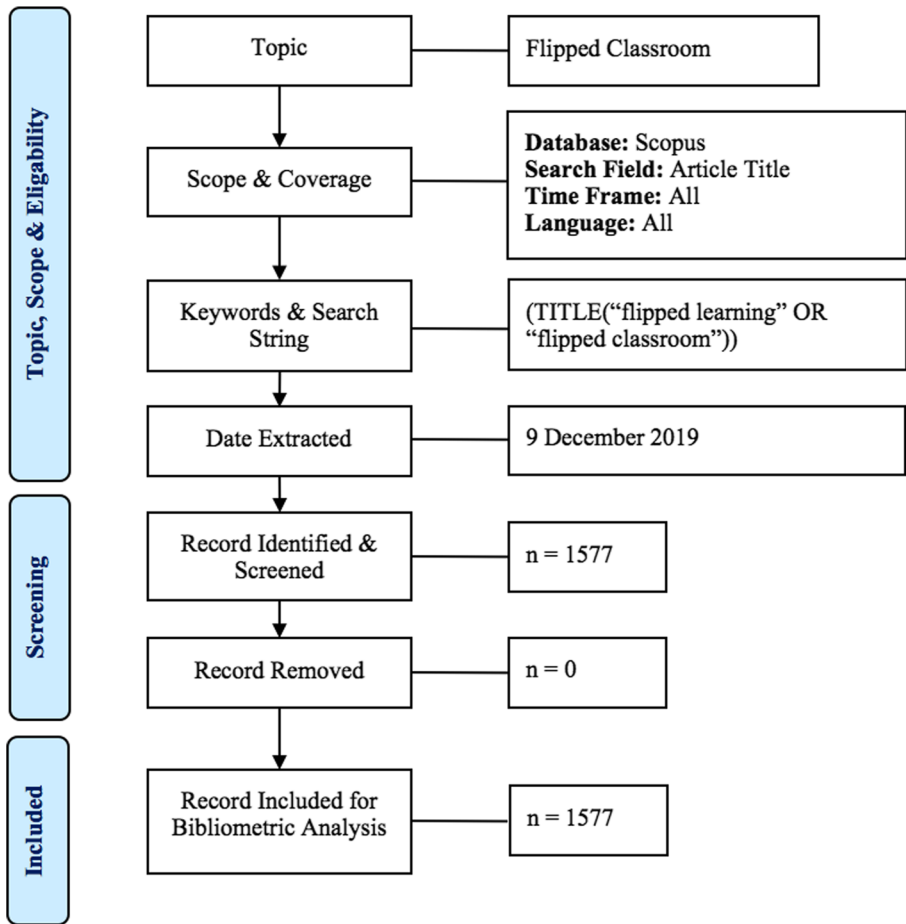 Topic, Scope & Eligability
Topic
Flipped Classroom
Scope & Coverage
Database: Scopus
Search Field: Article Title
Time Frame: All
Language: All
Keywords & Search
String
(TITLE(“flipped learning” OR
“flipped classroom”))
Date Extracted
9 December 2019
Screening
Record Identified &
Screened
n = 1577
Record Removed
n = 0
Included
Record Included for
Bibliometric Analysis
n = 1577